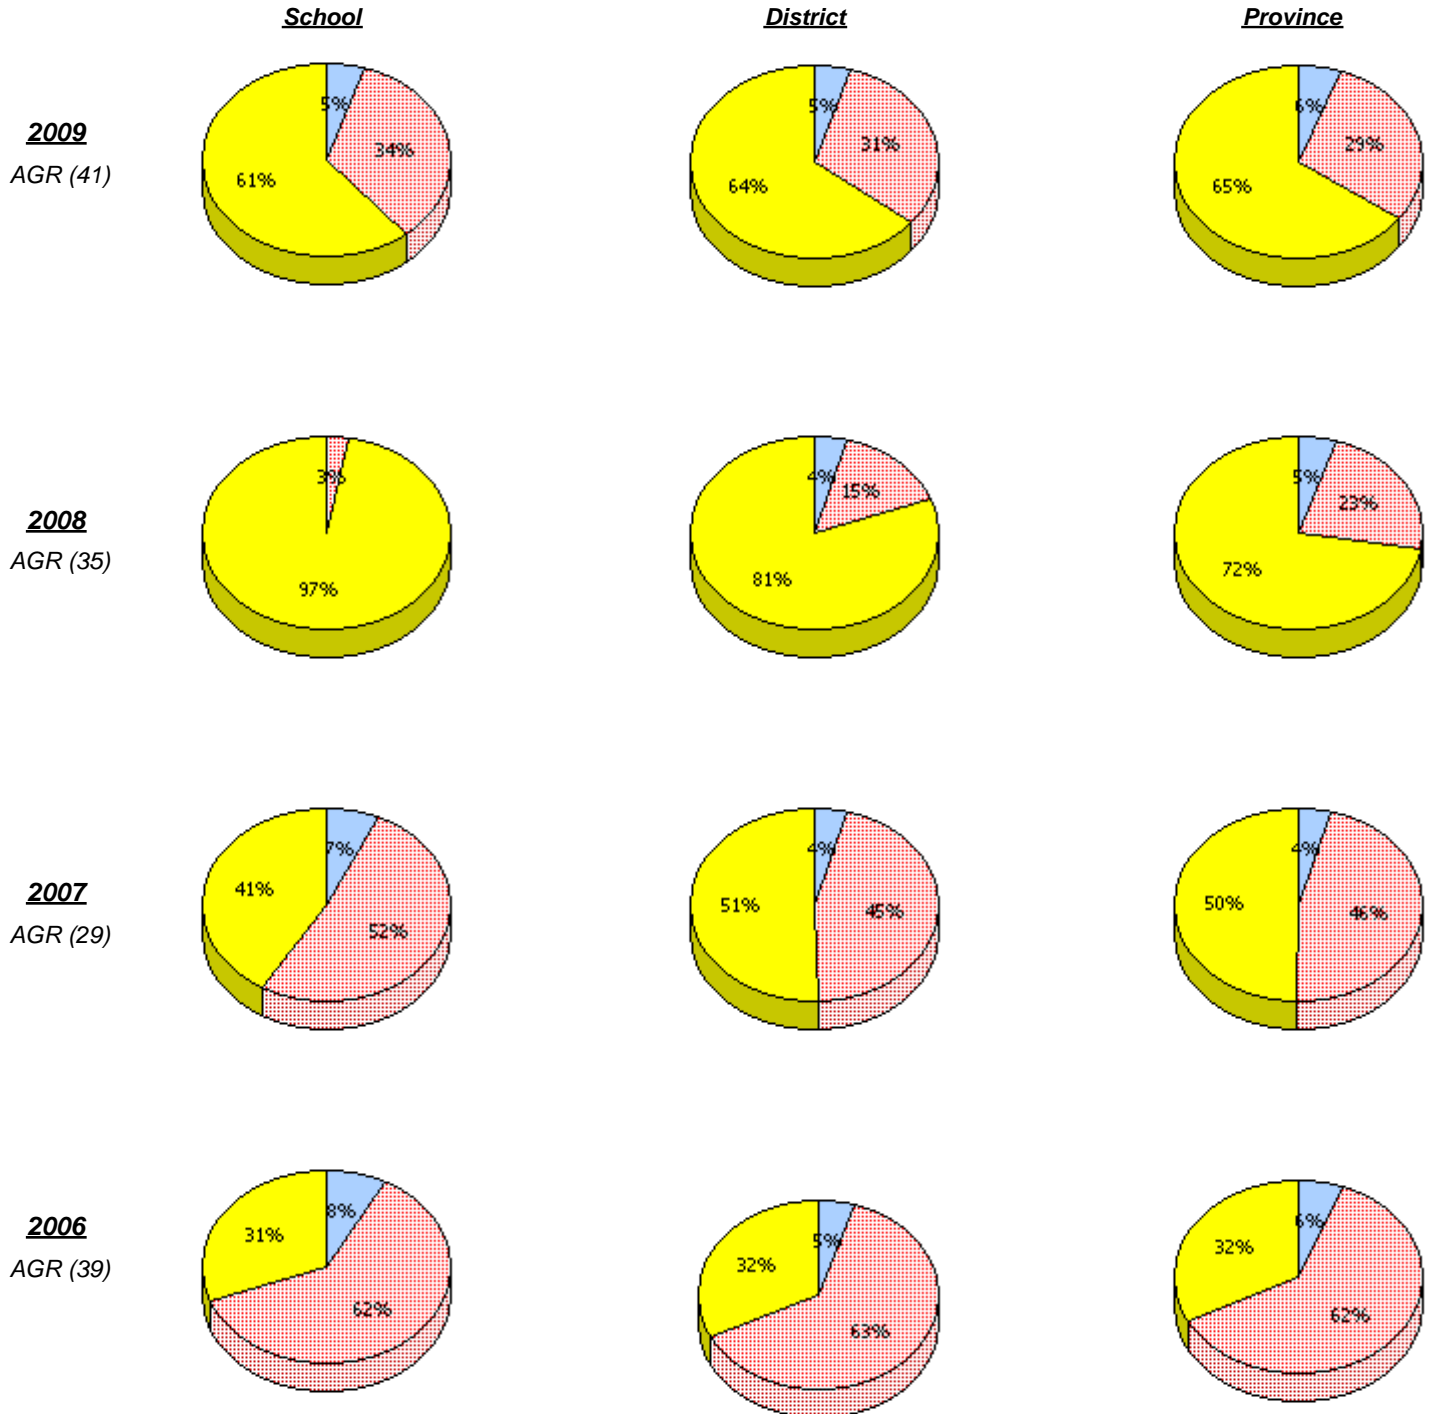 School District Province
2009
AGR (41)
5% 34% 61%
5% 31% 64%
6% 29% 65%
2008
AGR (35)
3% 97%
4% 15% 81%
5% 23% 72%
2007
AGR (29)
7% 41% 52%
4% 51% 45%
4% 50% 46%
2006
AGR (39)
8% 31% 62%
5% 32% 63%
6% 32% 62%